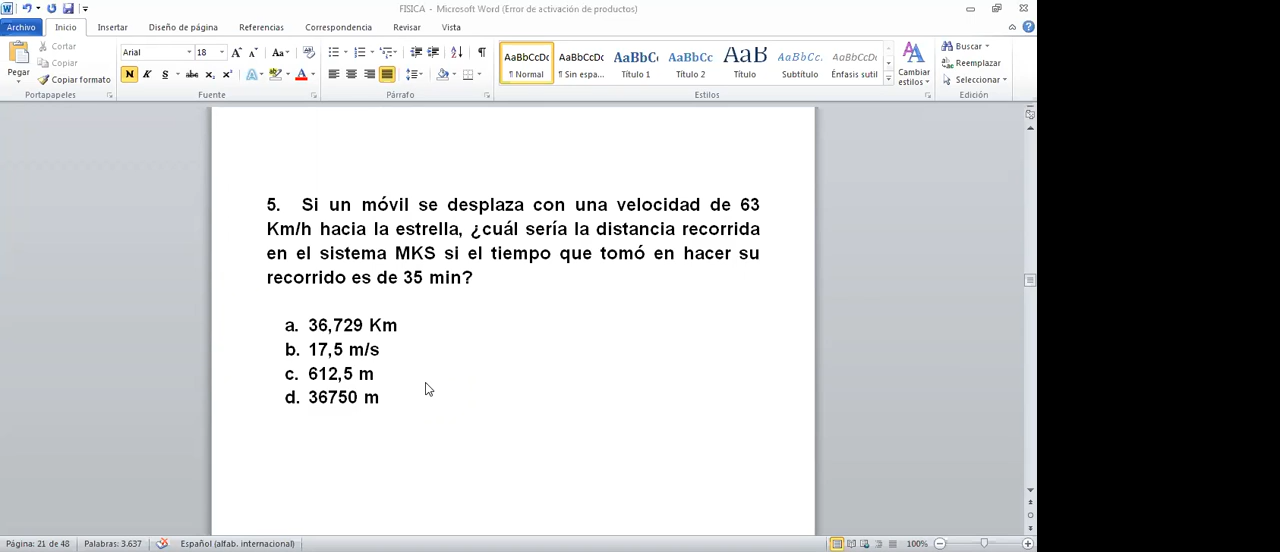 FISICA - Microsoft Word (Error de activación de productos)
Archivo Inicio Insertar Diseño de página Referencias Correspondencia Revisar Vista
Pegar
Cortar
Copiar
Copiar formato
Portapapeles
Arial 18
N K S abc x₂ x²
Fuente
Párrafo
AaBbCcDc AaBbCcDc AaBbC AaBbCc AaB AaBbCc. AaBbCcDc
¶ Normal ¶ Sin espa... Título 1 Título 2 Título Subtítulo Énfasis sutil
Cambiar estilos
Estilos
Buscar
Reemplazar
Seleccionar
Edición
5. Si un móvil se desplaza con una velocidad de 63
Km/h hacia la estrella, ¿cuál sería la distancia recorrida
en el sistema MKS si el tiempo que tomó en hacer su
recorrido es de 35 min?
a. 36,729 Km
b. 17,5 m/s
c. 612,5 m
d. 36750 m
Página: 21 de 48 Palabras: 3.637 Español (alfab. internacional) 100%